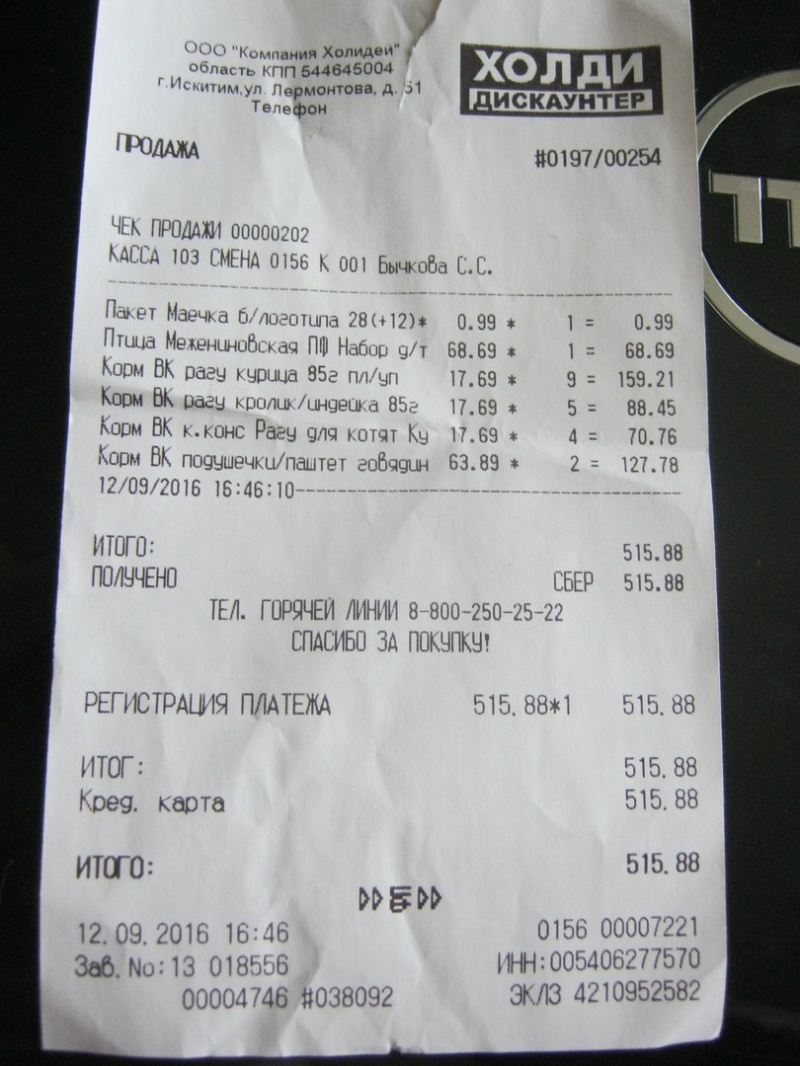 ООО "Компания Холидей"
область КПП 544645004
г.Искитим,ул. Лермонтова, д. 51
Телефон
ХОЛДИ
ДИСКАУНТЕР
ПРОДАЖА #0197/00254
ЧЕК ПРОДАЖИ 00000202
КАССА 103 СМЕНА 0156 К 001 Бычкова С.С.
Пакет Маечка б/логотипа 28(+12)* 0.99 * 1 = 0.99
Птица Межениновская ПФ Набор д/т 68.69 * 1 = 68.69
Корм ВК рагу курица 85г пл/уп 17.69 * 9 = 159.21
Корм ВК рагу кролик/индейка 85г 17.69 * 5 = 88.45
Корм ВК к.конс Рагу для котят Ку 17.69 * 4 = 70.76
Корм ВК подушечки/паштет говядин 63.89 * 2 = 127.78
12/09/2016 16:46:10
ИТОГО: 515.88
ПОЛУЧЕНО СБЕР 515.88
ТЕЛ. ГОРЯЧЕЙ ЛИНИИ 8-800-250-25-22
СПАСИБО ЗА ПОКУПКУ!
РЕГИСТРАЦИЯ ПЛАТЕЖА 515.88*1 515.88
ИТОГ: 515.88
Кред. карта 515.88
ИТОГО: 515.88
12.09.2016 16:46 0156 00007221
Зав.No:13 018556 ИНН:005406277570
00004746 #038092 ЭКЛЗ 4210952582